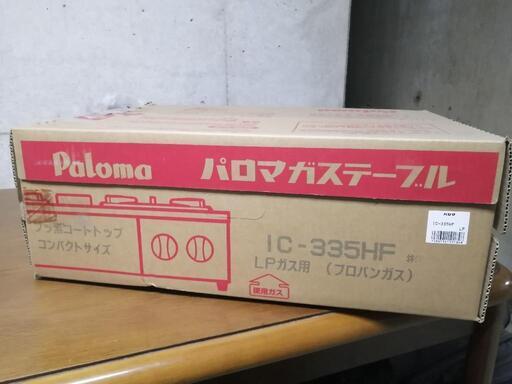 Paloma パロマガステーブル
フッ素コートトップ
コンパクトサイズ
IC-335HF
LPガス用 (プロパンガス)
使用ガス
IC-335HF
LP